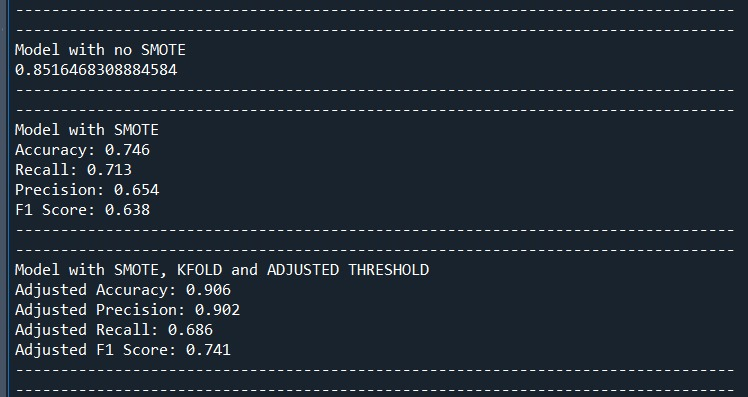 --------------------------------------------------------------------------------
--------------------------------------------------------------------------------
Model with no SMOTE
0.8516468308884584
--------------------------------------------------------------------------------
--------------------------------------------------------------------------------
Model with SMOTE
Accuracy: 0.746
Recall: 0.713
Precision: 0.654
F1 Score: 0.638
--------------------------------------------------------------------------------
--------------------------------------------------------------------------------
Model with SMOTE, KFOLD and ADJUSTED THRESHOLD
Adjusted Accuracy: 0.906
Adjusted Precision: 0.902
Adjusted Recall: 0.686
Adjusted F1 Score: 0.741
--------------------------------------------------------------------------------
--------------------------------------------------------------------------------